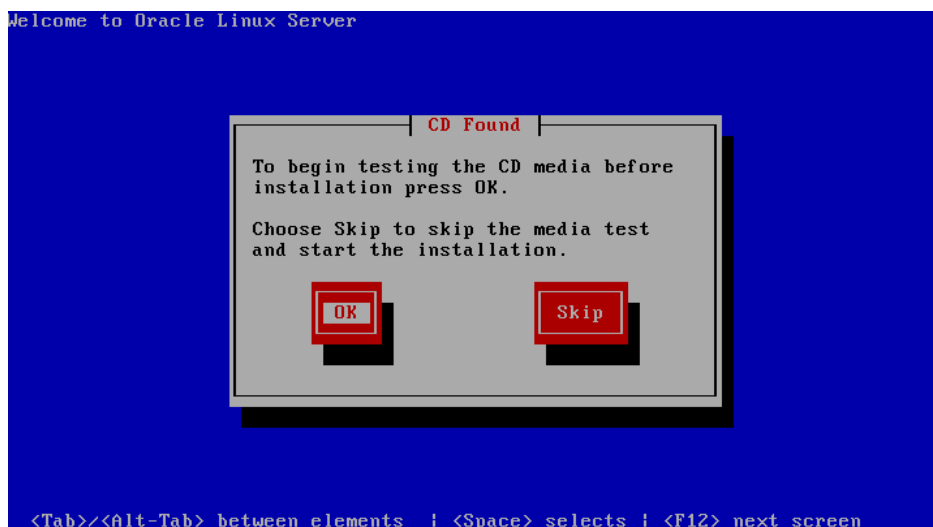 Welcome to Oracle Linux Server
CD Found
To begin testing the CD media before
installation press OK.
Choose Skip to skip the media test
and start the installation.
OK Skip
<Tab>/<Alt-Tab> between elements | <Space> selects | <F12> next screen